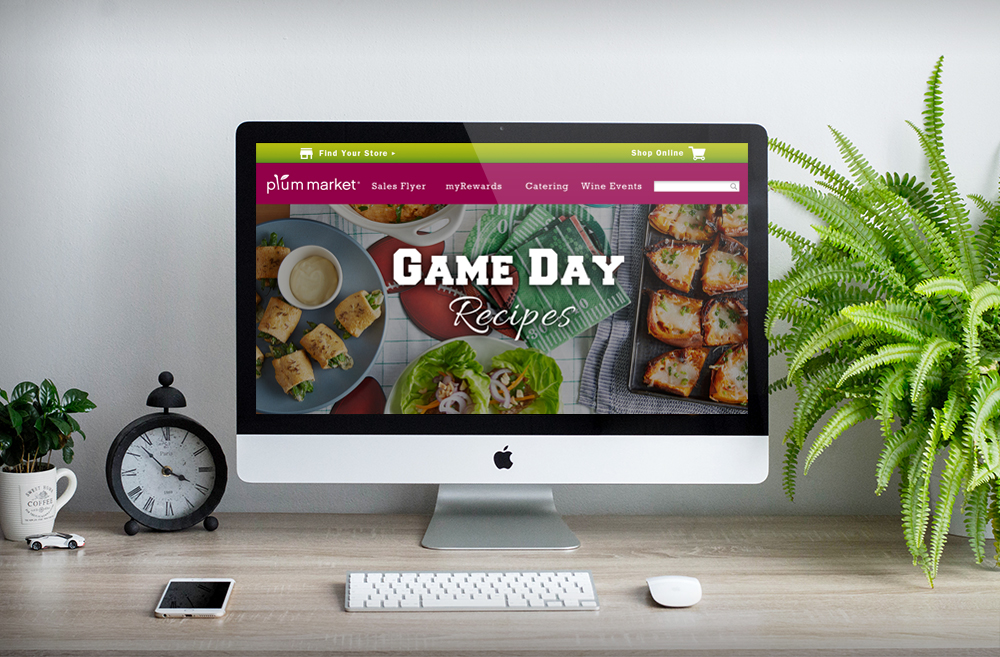 Find Your Store ▸
Shop Online
plum market®
Sales Flyer
myRewards
Catering
Wine Events
GAME DAY
Recipes
Paris
COFFEE